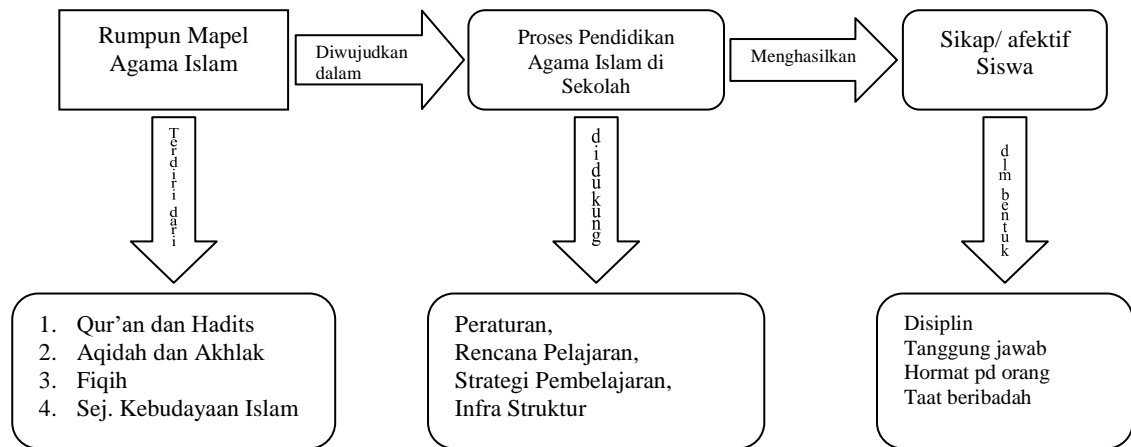 Rumpun Mapel
Agama Islam
Diwujudkan
dalam
Proses Pendidikan
Agama Islam di
Sekolah
Menghasilkan
Sikap/ afektif
Siswa
Terdiri dari
didukung
dlm bentuk
1. Qur’an dan Hadits
2. Aqidah dan Akhlak
3. Fiqih
4. Sej. Kebudayaan Islam
Peraturan,
Rencana Pelajaran,
Strategi Pembelajaran,
Infra Struktur
Disiplin
Tanggung jawab
Hormat pd orang
Taat beribadah